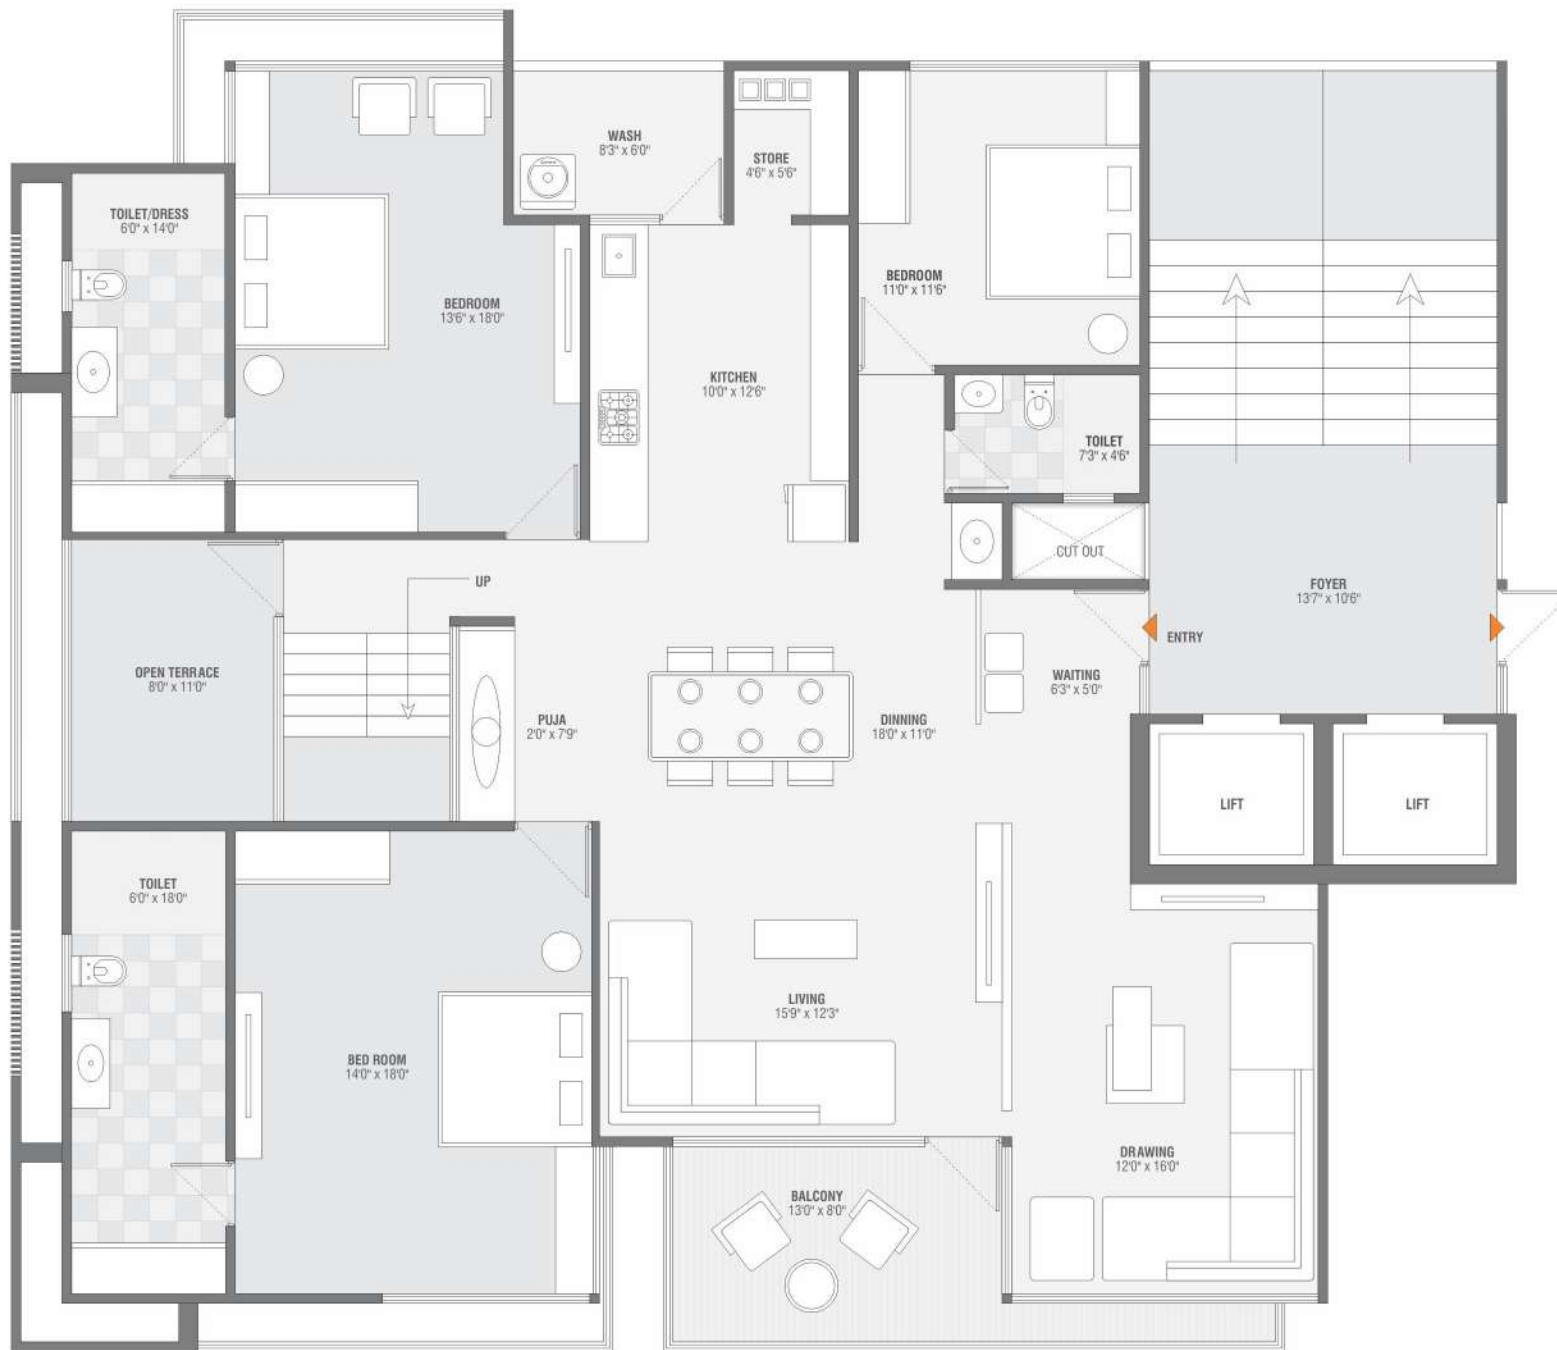 WASH
8'3" x 6'0"
STORE
4'6" x 5'6"
TOILET/DRESS
6'0" x 14'0"
BEDROOM
13'6" x 18'0"
BEDROOM
11'0" x 11'6"
KITCHEN
10'0" x 12'6"
TOILET
7'3" x 4'6"
CUT OUT
UP
FOYER
13'7" x 10'6"
ENTRY
OPEN TERRACE
8'0" x 11'0"
WAITING
6'3" x 5'0"
PUJA
2'0" x 7'9"
DINNING
18'0" x 11'0"
LIFT
LIFT
TOILET
6'0" x 18'0"
LIVING
15'9" x 12'3"
BED ROOM
14'0" x 18'0"
DRAWING
12'0" x 16'0"
BALCONY
13'0" x 8'0"